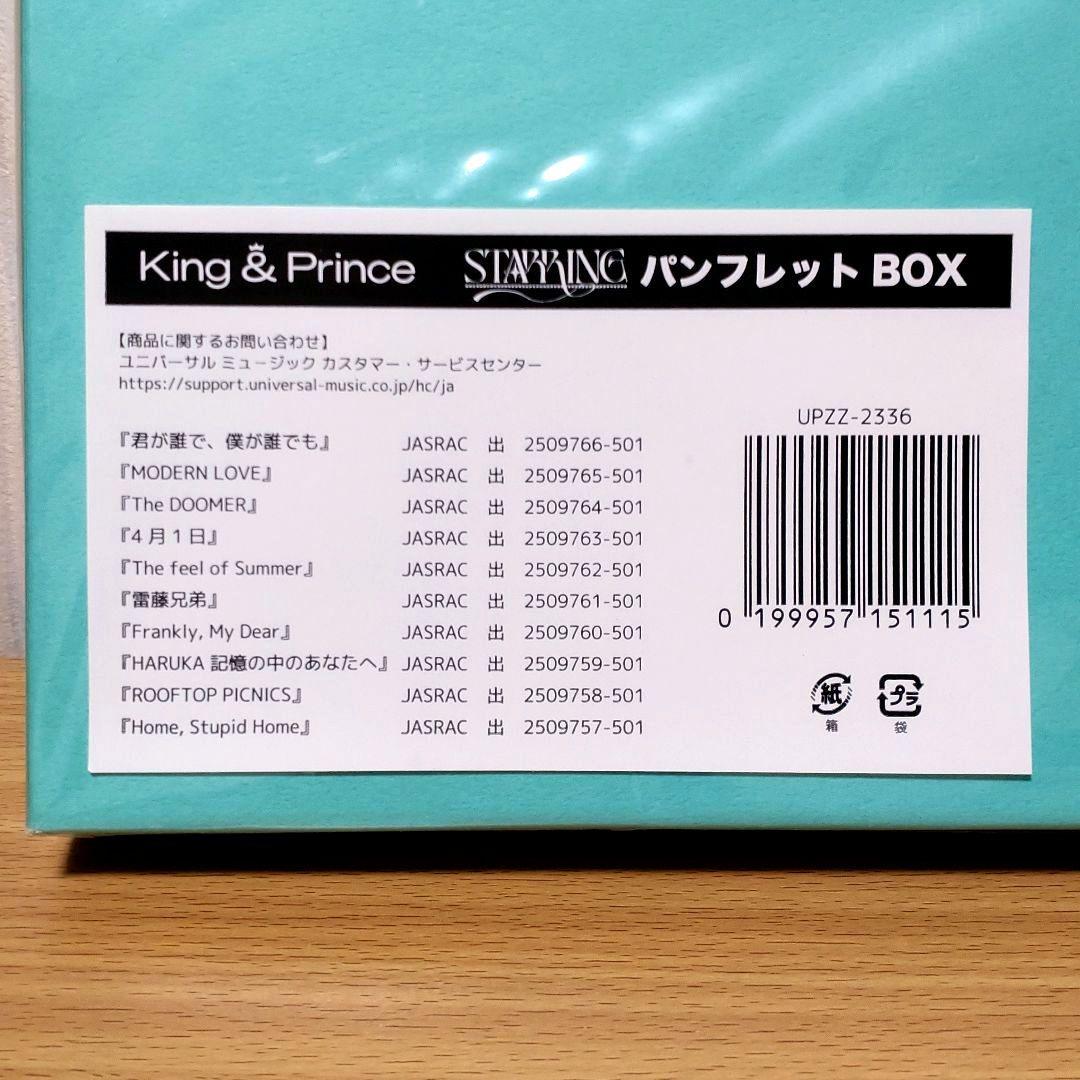 King & Prince STARRING パンフレット BOX
【商品に関するお問い合わせ】
ユニバーサル ミュージック カスタマー・サービスセンター
https://support.universal-music.co.jp/hc/ja
『君が誰で、僕が誰でも』 JASRAC 出 2509766-501
『MODERN LOVE』 JASRAC 出 2509765-501
『The DOOMER』 JASRAC 出 2509764-501
『4月1日』 JASRAC 出 2509763-501
『The feel of Summer』 JASRAC 出 2509762-501
『雷藤兄弟』 JASRAC 出 2509761-501
『Frankly, My Dear』 JASRAC 出 2509760-501
『HARUKA 記憶の中のあなたへ』 JASRAC 出 2509759-501
『ROOFTOP PICNICS』 JASRAC 出 2509758-501
『Home, Stupid Home』 JASRAC 出 2509757-501
UPZZ-2336
0 199957 151115
紙 プラ
箱 袋